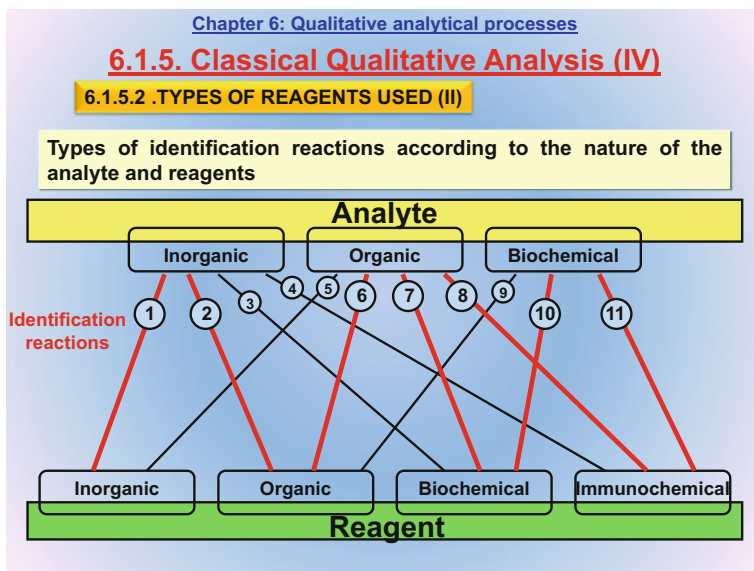 Chapter 6: Qualitative analytical processes
6.1.5. Classical Qualitative Analysis (IV)
6.1.5.2 .TYPES OF REAGENTS USED (II)
Types of identification reactions according to the nature of the
analyte and reagents
Analyte
Inorganic Organic Biochemical
1 2 3 4 5 6 7 8 9 10 11
Identification
reactions
Inorganic Organic Biochemical Immunochemical
Reagent